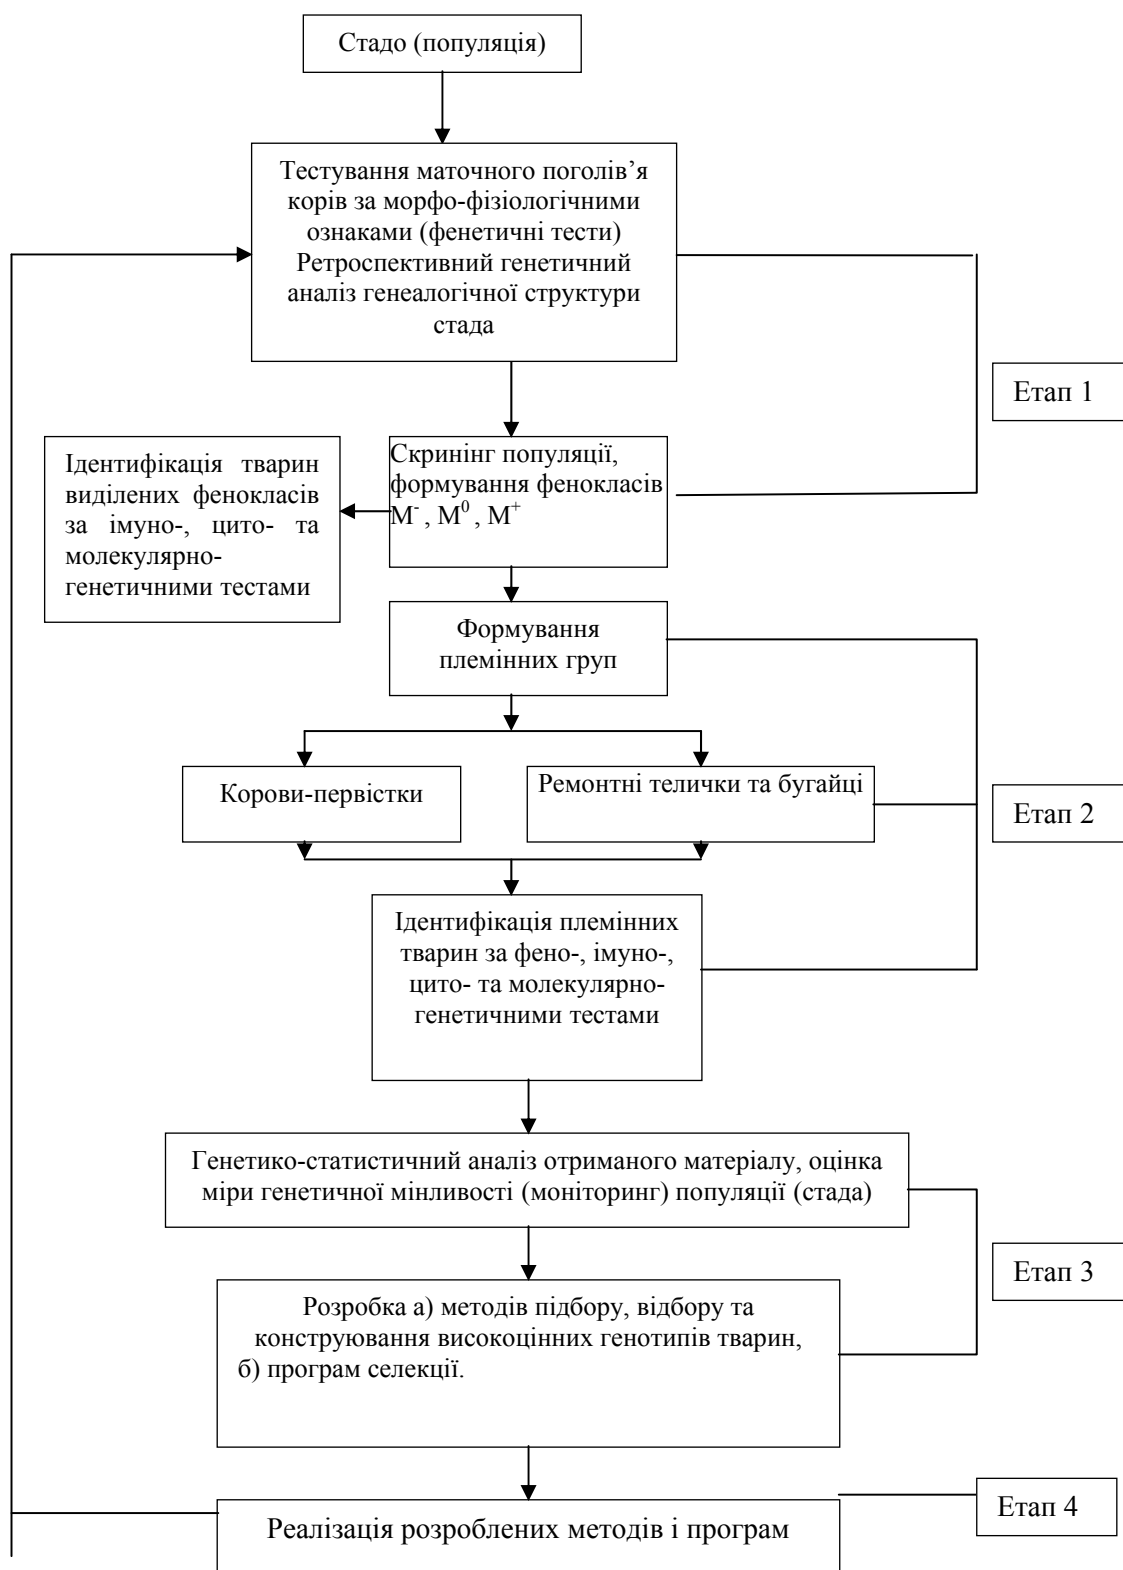 Стадо (популяція)
Тестування маточного поголів’я
корів за морфо-фізіологічними
ознаками (фенетичні тести)
Ретроспективний генетичний
аналіз генеалогічної структури
стада
Етап 1
Скринінг популяції,
формування фенокласів
М⁻ , М⁰ , М⁺
Ідентифікація тварин
виділених фенокласів
за імуно-, цито- та
молекулярно-
генетичними тестами
Формування
племінних груп
Корови-первістки
Ремонтні телички та бугайці
Етап 2
Ідентифікація племінних
тварин за фено-, імуно-,
цито- та молекулярно-
генетичними тестами
Генетико-статистичний аналіз отриманого матеріалу, оцінка
міри генетичної мінливості (моніторинг) популяції (стада)
Етап 3
Розробка а) методів підбору, відбору та
конструювання високоцінних генотипів тварин,
б) програм селекції.
Етап 4
Реалізація розроблених методів і програм